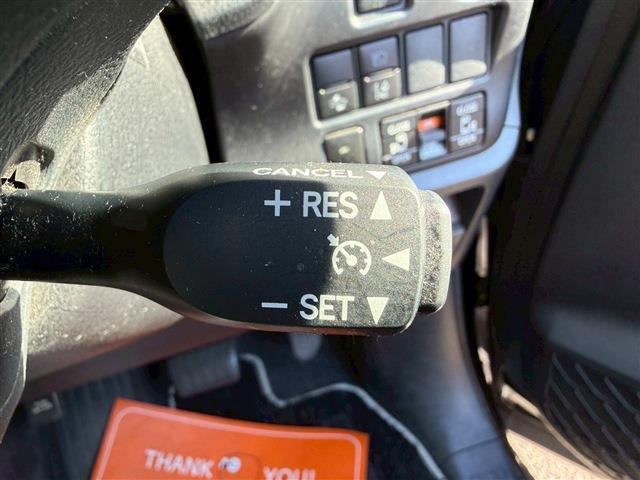 CANCEL ▼
+ RES ▲
◀
- SET ▼
THANK YOU!